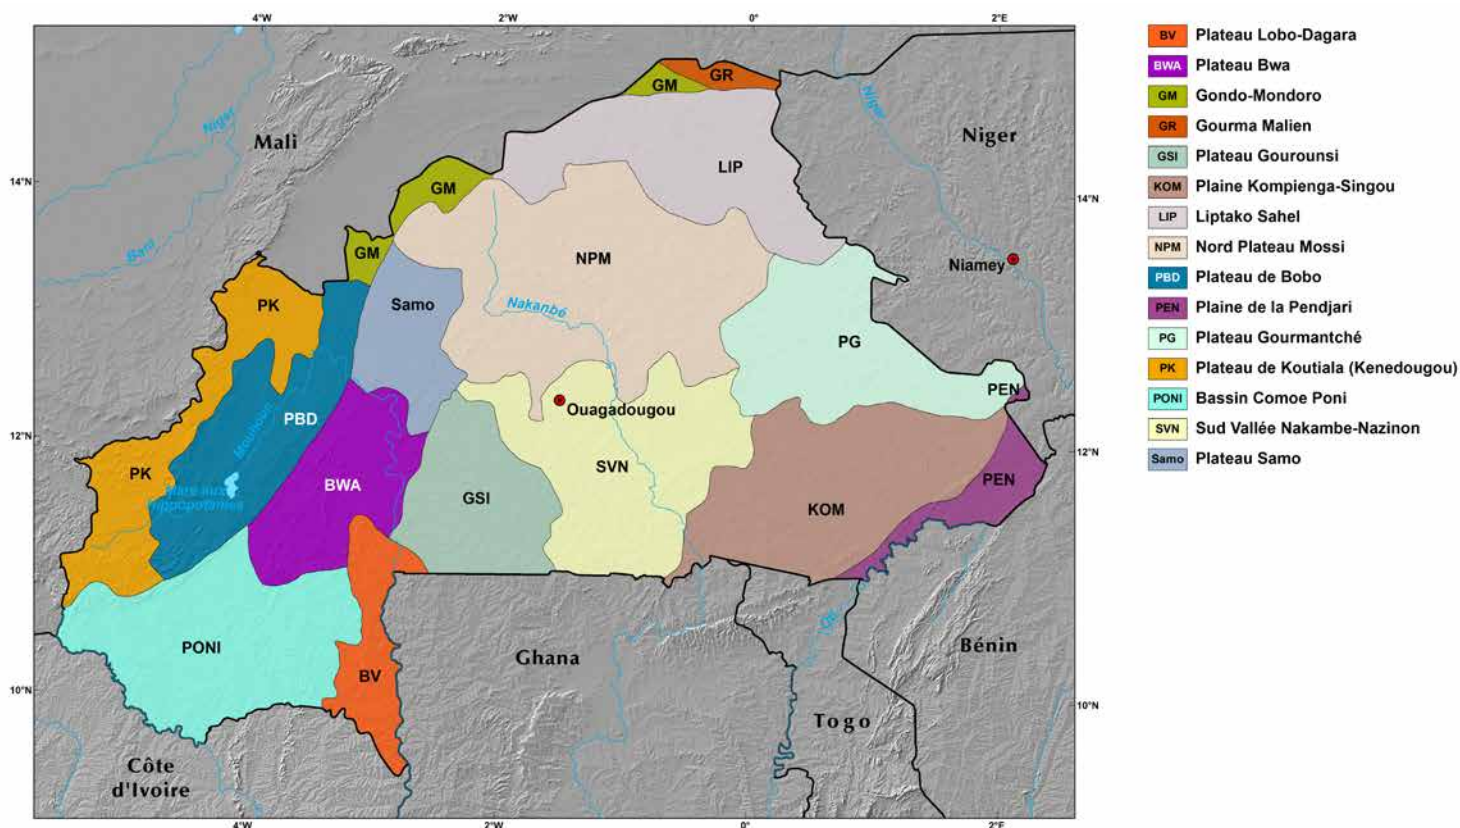 4°W
2°W
0°
2°E
14°N
12°N
10°N
14°N
12°N
10°N
4°W
2°W
0°
2°E
Mali
Niger
Bani
Niger
Niger
Niamey
GM
GR
LIP
GM
GM
NPM
Nakanbé
PK
Samo
PBD
Mouhoun
PG
PEN
Ouagadougou
PK
Mare aux
hippopotames
BWA
GSI
SVN
KOM
PEN
PONI
BV
Ghana
Togo
Oti
Bénin
Côte
d'Ivoire
BV Plateau Lobo-Dagara
BWA Plateau Bwa
GM Gondo-Mondoro
GR Gourma Malien
GSI Plateau Gourounsi
KOM Plaine Kompienga-Singou
LIP Liptako Sahel
NPM Nord Plateau Mossi
PBD Plateau de Bobo
PEN Plaine de la Pendjari
PG Plateau Gourmantché
PK Plateau de Koutiala (Kenedougou)
PONI Bassin Comoe Poni
SVN Sud Vallée Nakambe-Nazinon
Samo Plateau Samo